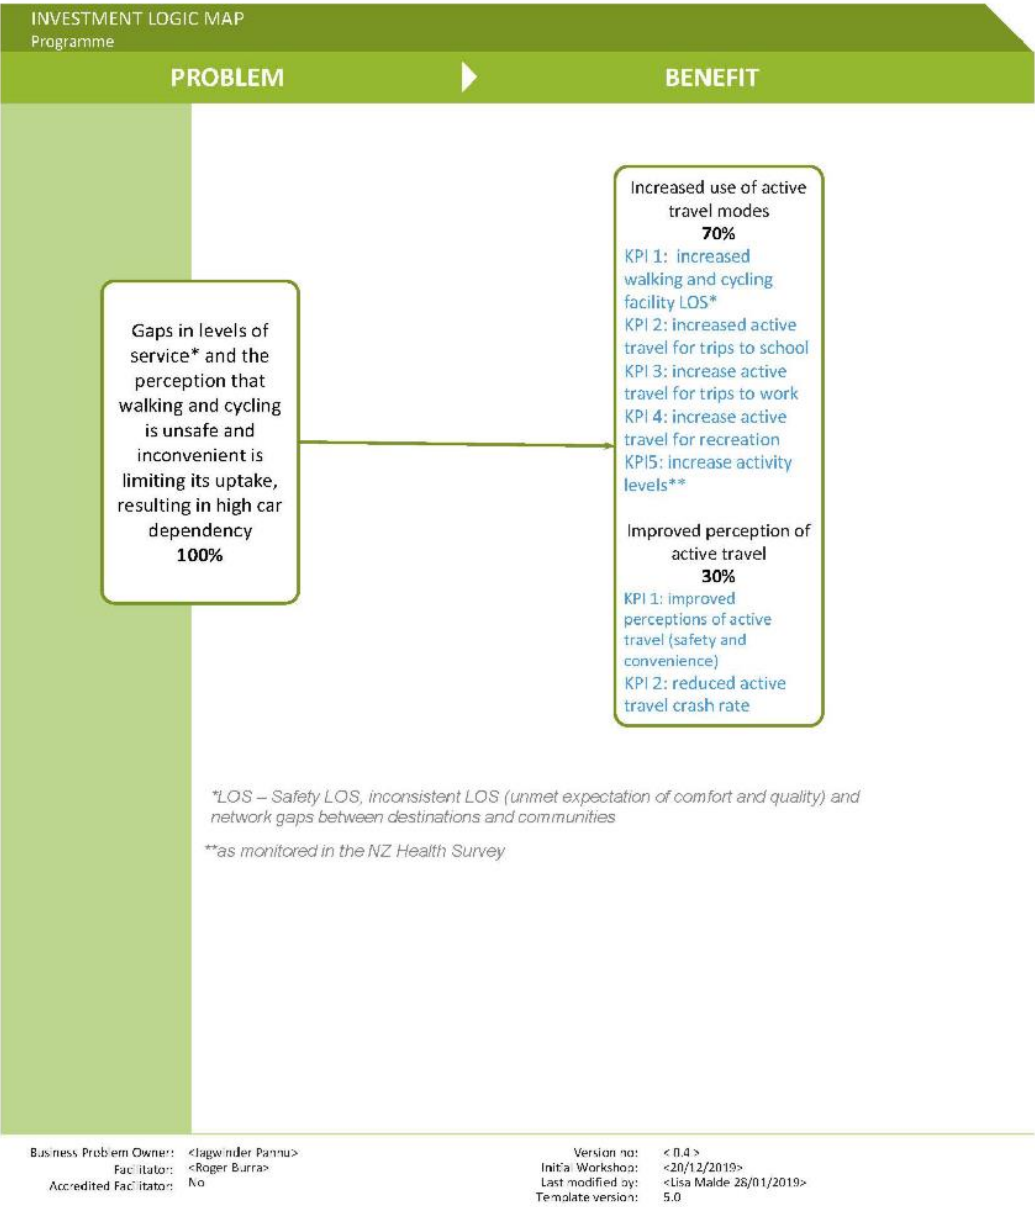 INVESTMENT LOGIC MAP
Programme
PROBLEM
BENEFIT
Gaps in levels of
service* and the
perception that
walking and cycling
is unsafe and
inconvenient is
limiting its uptake,
resulting in high car
dependency
100%
Increased use of active
travel modes
70%
KPI 1: increased
walking and cycling
facility LOS*
KPI 2: increased active
travel for trips to school
KPI 3: increase active
travel for trips to work
KPI 4: increase active
travel for recreation
KPI5: increase activity
levels**
Improved perception of
active travel
30%
KPI 1: improved
perceptions of active
travel (safety and
convenience)
KPI 2: reduced active
travel crash rate
*LOS – Safety LOS, inconsistent LOS (unmet expectation of comfort and quality) and
network gaps between destinations and communities
**as monitored in the NZ Health Survey
Business Problem Owner: <Jagwinder Pannu>
Facilitator: <Roger Burra>
Accredited Facilitator: No
Version no: < 0.4 >
Initial Workshop: <20/12/2019>
Last modified by: <Lisa Malde 28/01/2019>
Template version: 5.0